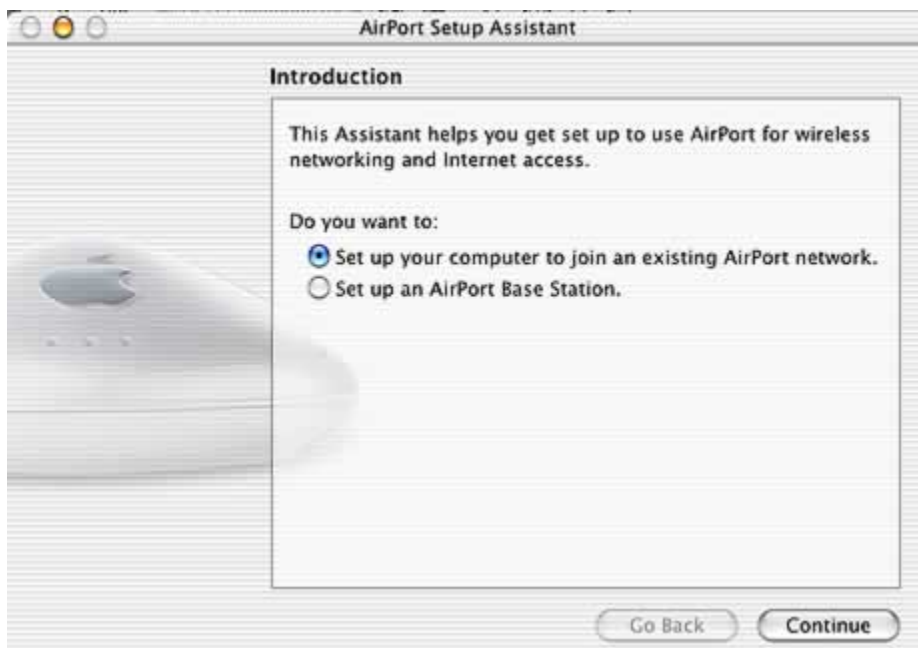 AirPort Setup Assistant
Introduction
This Assistant helps you get set up to use AirPort for wireless
networking and Internet access.
Do you want to:
Set up your computer to join an existing AirPort network.
Set up an AirPort Base Station.
Go Back
Continue